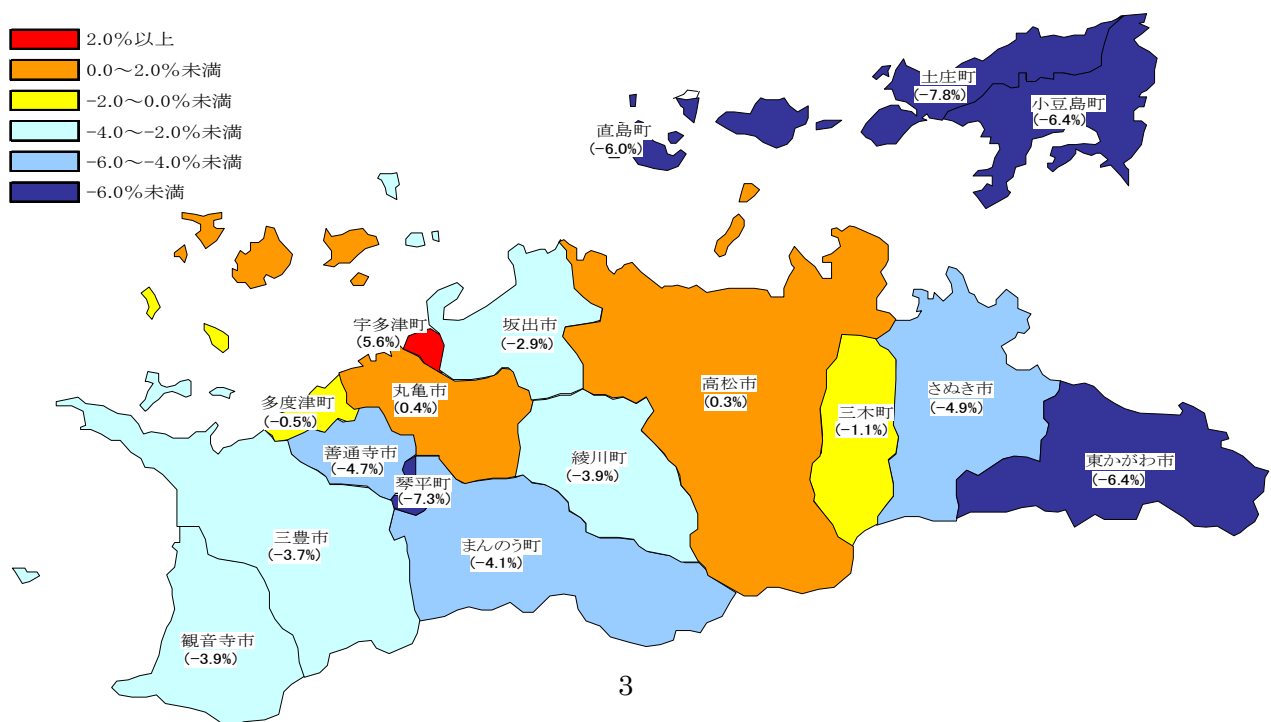 2.0%以上
0.0～2.0%未満
-2.0～0.0%未満
-4.0～-2.0%未満
-6.0～-4.0%未満
-6.0%未満
土庄町
(-7.8%)
小豆島町
(-6.4%)
直島町
(-6.0%)
宇多津町
(5.6%)
坂出市
(-2.9%)
丸亀市
(0.4%)
高松市
(0.3%)
三木町
(-1.1%)
さぬき市
(-4.9%)
多度津町
(-0.5%)
善通寺市
(-4.7%)
琴平町
(-7.3%)
綾川町
(-3.9%)
東かがわ市
(-6.4%)
三豊市
(-3.7%)
まんのう町
(-4.1%)
観音寺市
(-3.9%)
3